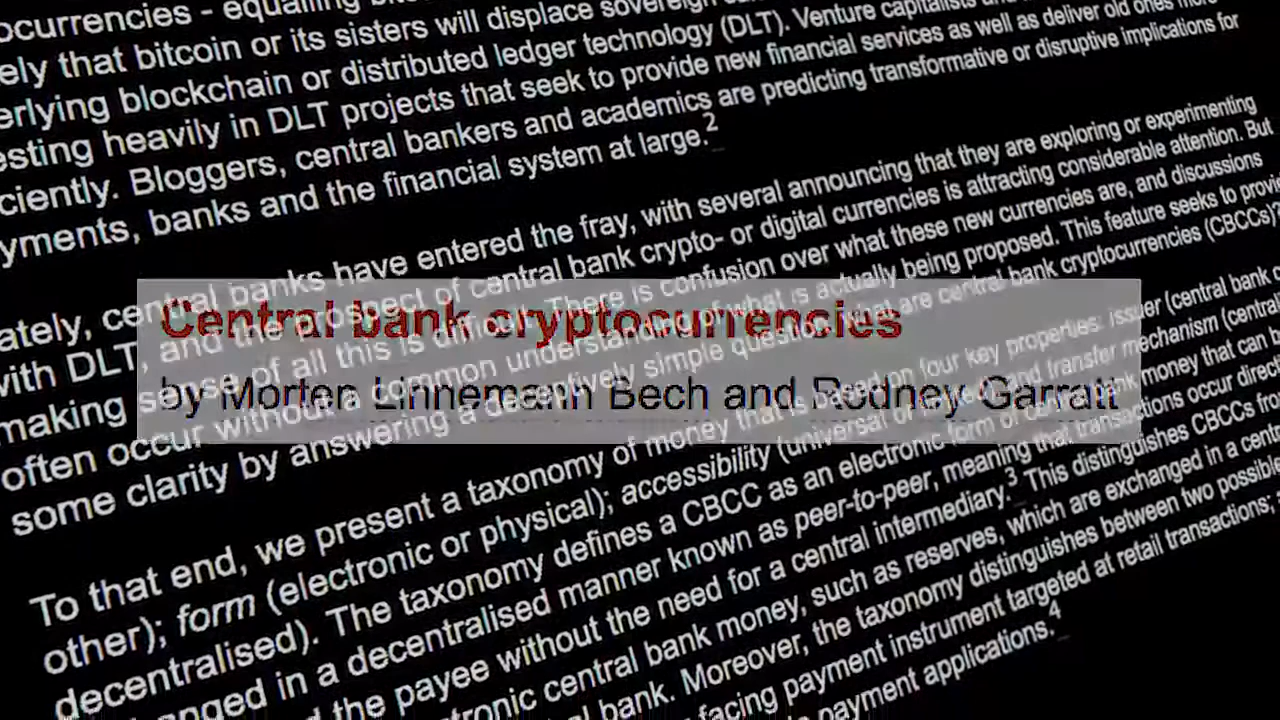 ocurrencies - equalling
ely that bitcoin or its sisters will displace sovereign
erlying blockchain or distributed ledger technology (DLT). Venture capitalists and
esting heavily in DLT projects that seek to provide new financial services as well as deliver old ones more
ciently. Bloggers, central bankers and academics are predicting transformative or disruptive implications for
yments, banks and the financial system at large.2
ately, central banks have entered the fray, with several announcing that they are exploring or experimenting
with DLT, and the prospect of central bank crypto- or digital currencies is attracting considerable attention. But
making sense of all this is difficult. There is confusion over what these new currencies are, and discussions
often occur without a common understanding of what is actually being proposed. This feature seeks to provi
some clarity by answering a deceptively simple question: what are central bank cryptocurrencies (CBCCs)?
Central bank cryptocurrencies
by Morten Linnemann Bech and Rodney Garratt
To that end, we present a taxonomy of money that is based on four key properties: issuer (central bank o
other); form (electronic or physical); accessibility (universal or limited); and transfer mechanism (central
decentralised). The taxonomy defines a CBCC as an electronic form of central bank money that can b
anged in a decentralised manner known as peer-to-peer, meaning that transactions occur direc
d the payee without the need for a central intermediary.3 This distinguishes CBCCs fro
tronic central bank money, such as reserves, which are exchanged in a centr
al bank. Moreover, the taxonomy distinguishes between two possible
facing payment instrument targeted at retail transactions;
payment applications.4